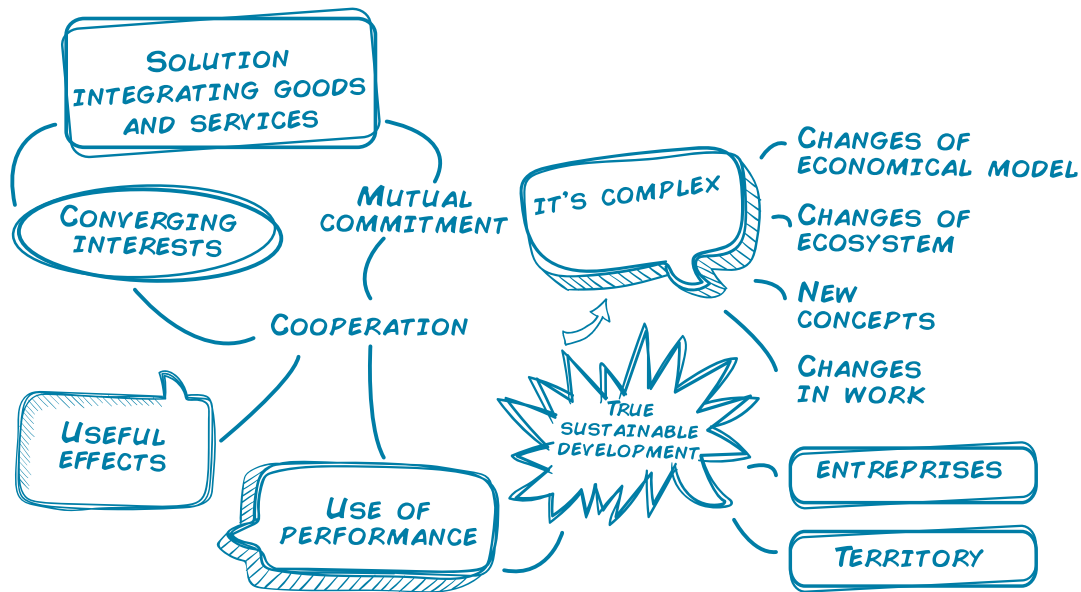 SOLUTION
INTEGRATING GOODS
AND SERVICES
CONVERGING
INTERESTS
MUTUAL
COMMITMENT
COOPERATION
USEFUL
EFFECTS
USE OF
PERFORMANCE
TRUE
SUSTAINABLE
DEVELOPMENT
IT'S COMPLEX
CHANGES OF
ECONOMICAL MODEL
CHANGES OF
ECOSYSTEM
NEW
CONCEPTS
CHANGES
IN WORK
ENTREPRISES
TERRITORY